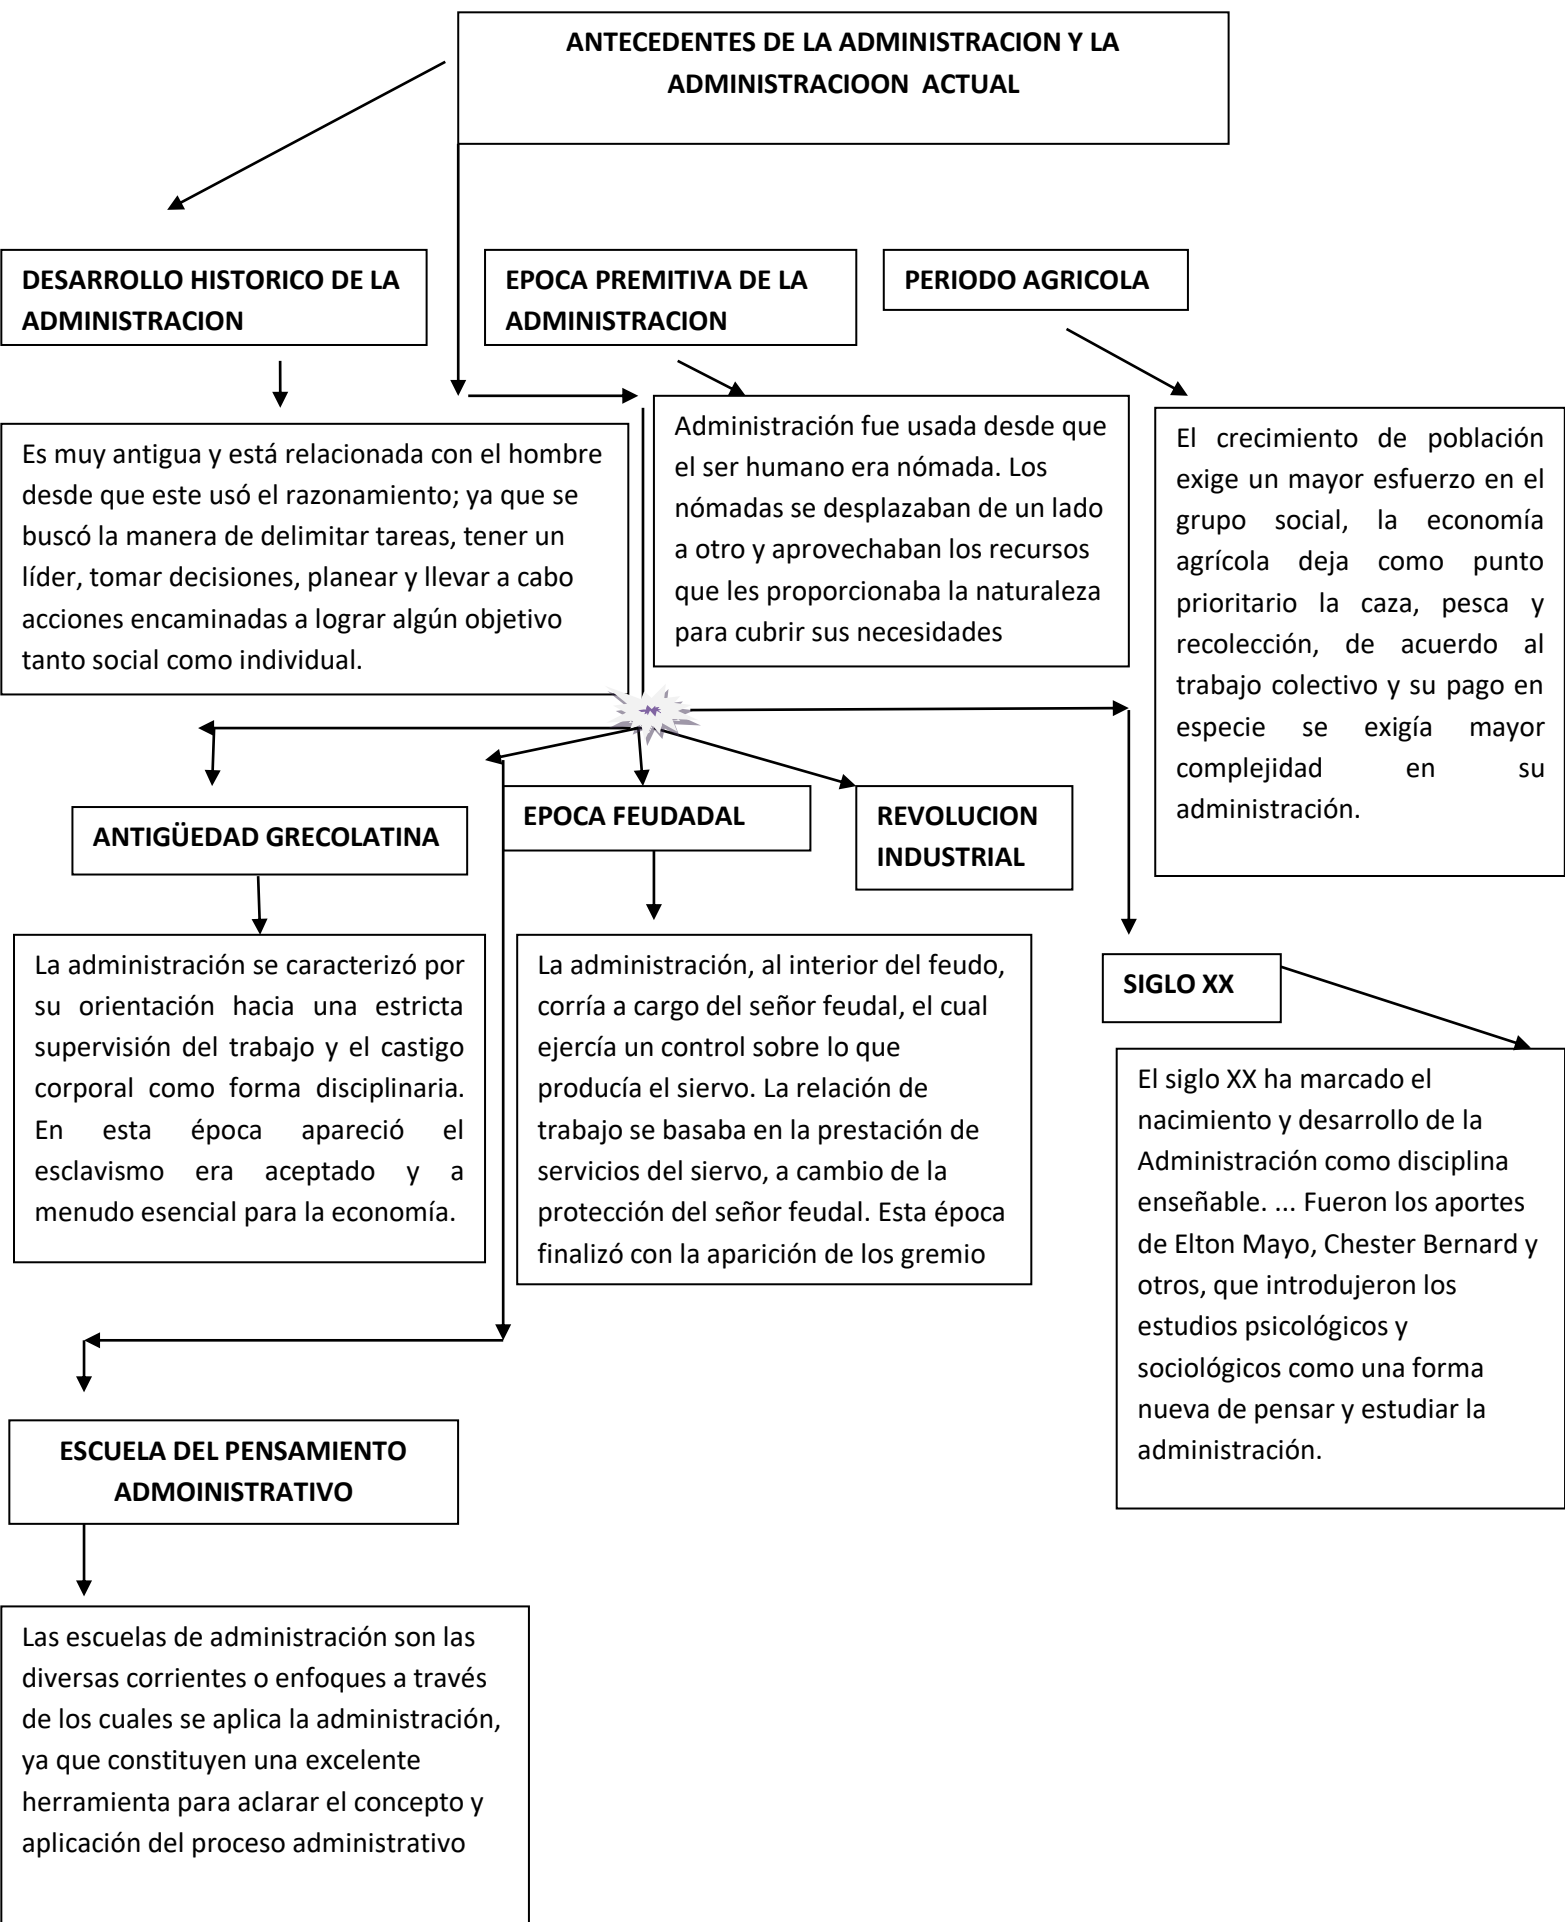 ANTECEDENTES DE LA ADMINISTRACION Y LA
ADMINISTRACIOON ACTUAL
DESARROLLO HISTORICO DE LA
ADMINISTRACION
EPOCA PREMITIVA DE LA
ADMINISTRACION
PERIODO AGRICOLA
Es muy antigua y está relacionada con el hombre
desde que este usó el razonamiento; ya que se
buscó la manera de delimitar tareas, tener un
líder, tomar decisiones, planear y llevar a cabo
acciones encaminadas a lograr algún objetivo
tanto social como individual.
Administración fue usada desde que
el ser humano era nómada. Los
nómadas se desplazaban de un lado
a otro y aprovechaban los recursos
que les proporcionaba la naturaleza
para cubrir sus necesidades
El crecimiento de población
exige un mayor esfuerzo en el
grupo social, la economía
agrícola deja como punto
prioritario la caza, pesca y
recolección, de acuerdo al
trabajo colectivo y su pago en
especie se exigía mayor
complejidad en su
administración.
ANTIGÜEDAD GRECOLATINA
EPOCA FEUDADAL
REVOLUCION
INDUSTRIAL
La administración se caracterizó por
su orientación hacia una estricta
supervisión del trabajo y el castigo
corporal como forma disciplinaria.
En esta época apareció el
esclavismo era aceptado y a
menudo esencial para la economía.
La administración, al interior del feudo,
corría a cargo del señor feudal, el cual
ejercía un control sobre lo que
producía el siervo. La relación de
trabajo se basaba en la prestación de
servicios del siervo, a cambio de la
protección del señor feudal. Esta época
finalizó con la aparición de los gremio
SIGLO XX
El siglo XX ha marcado el
nacimiento y desarrollo de la
Administración como disciplina
enseñable. ... Fueron los aportes
de Elton Mayo, Chester Bernard y
otros, que introdujeron los
estudios psicológicos y
sociológicos como una forma
nueva de pensar y estudiar la
administración.
ESCUELA DEL PENSAMIENTO
ADMOINISTRATIVO
Las escuelas de administración son las
diversas corrientes o enfoques a través
de los cuales se aplica la administración,
ya que constituyen una excelente
herramienta para aclarar el concepto y
aplicación del proceso administrativo